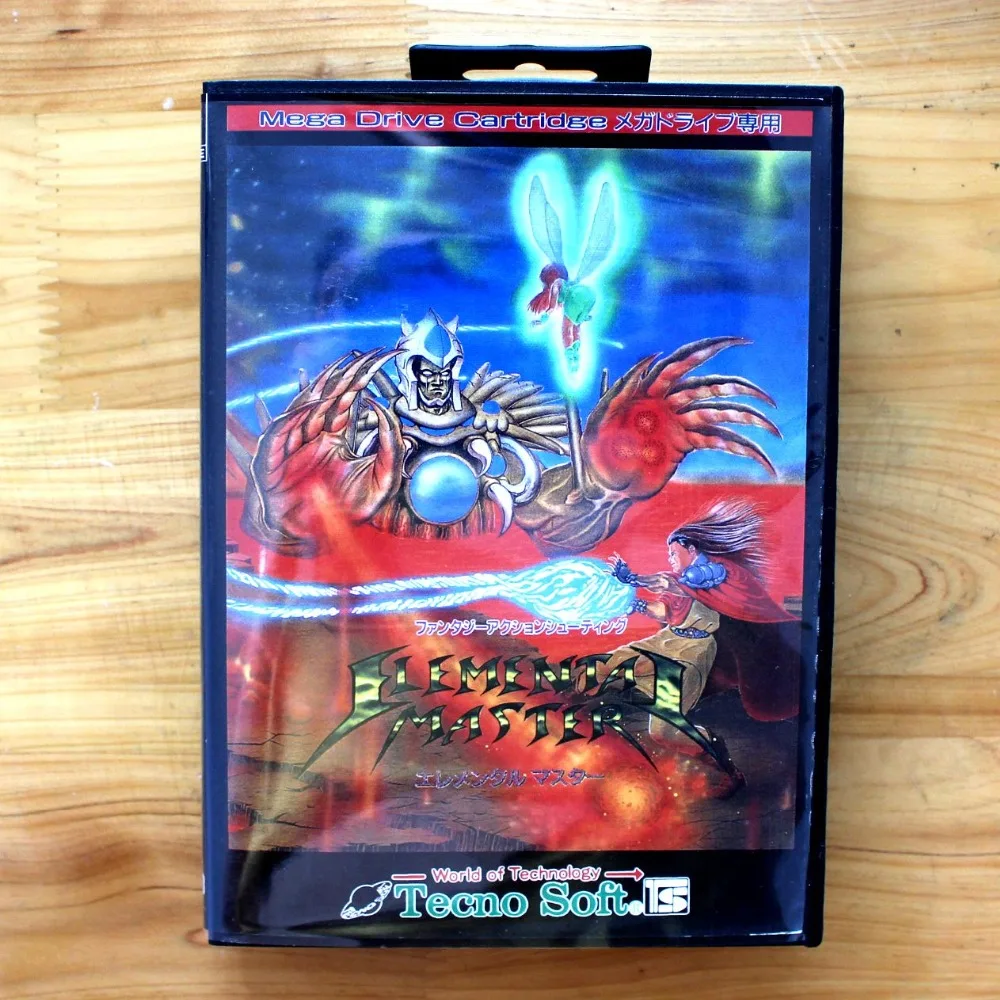 Mega Drive Cartridge メガドライブ専用
ファンタジーアクションシューティング
ELEMENTAL
MASTER
エレメンタル マスター
World of Technology
Tecno Soft. TS